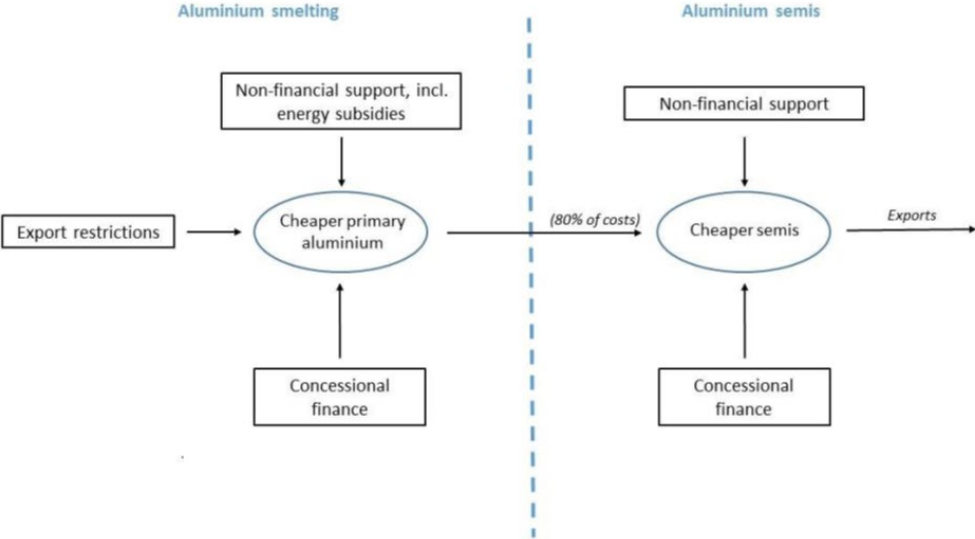 Aluminium smelting
Aluminium semis
Non-financial support, incl.
energy subsidies
Non-financial support
Export restrictions
Cheaper primary
aluminium
(80% of costs)
Cheaper semis
Exports
Concessional
finance
Concessional
finance